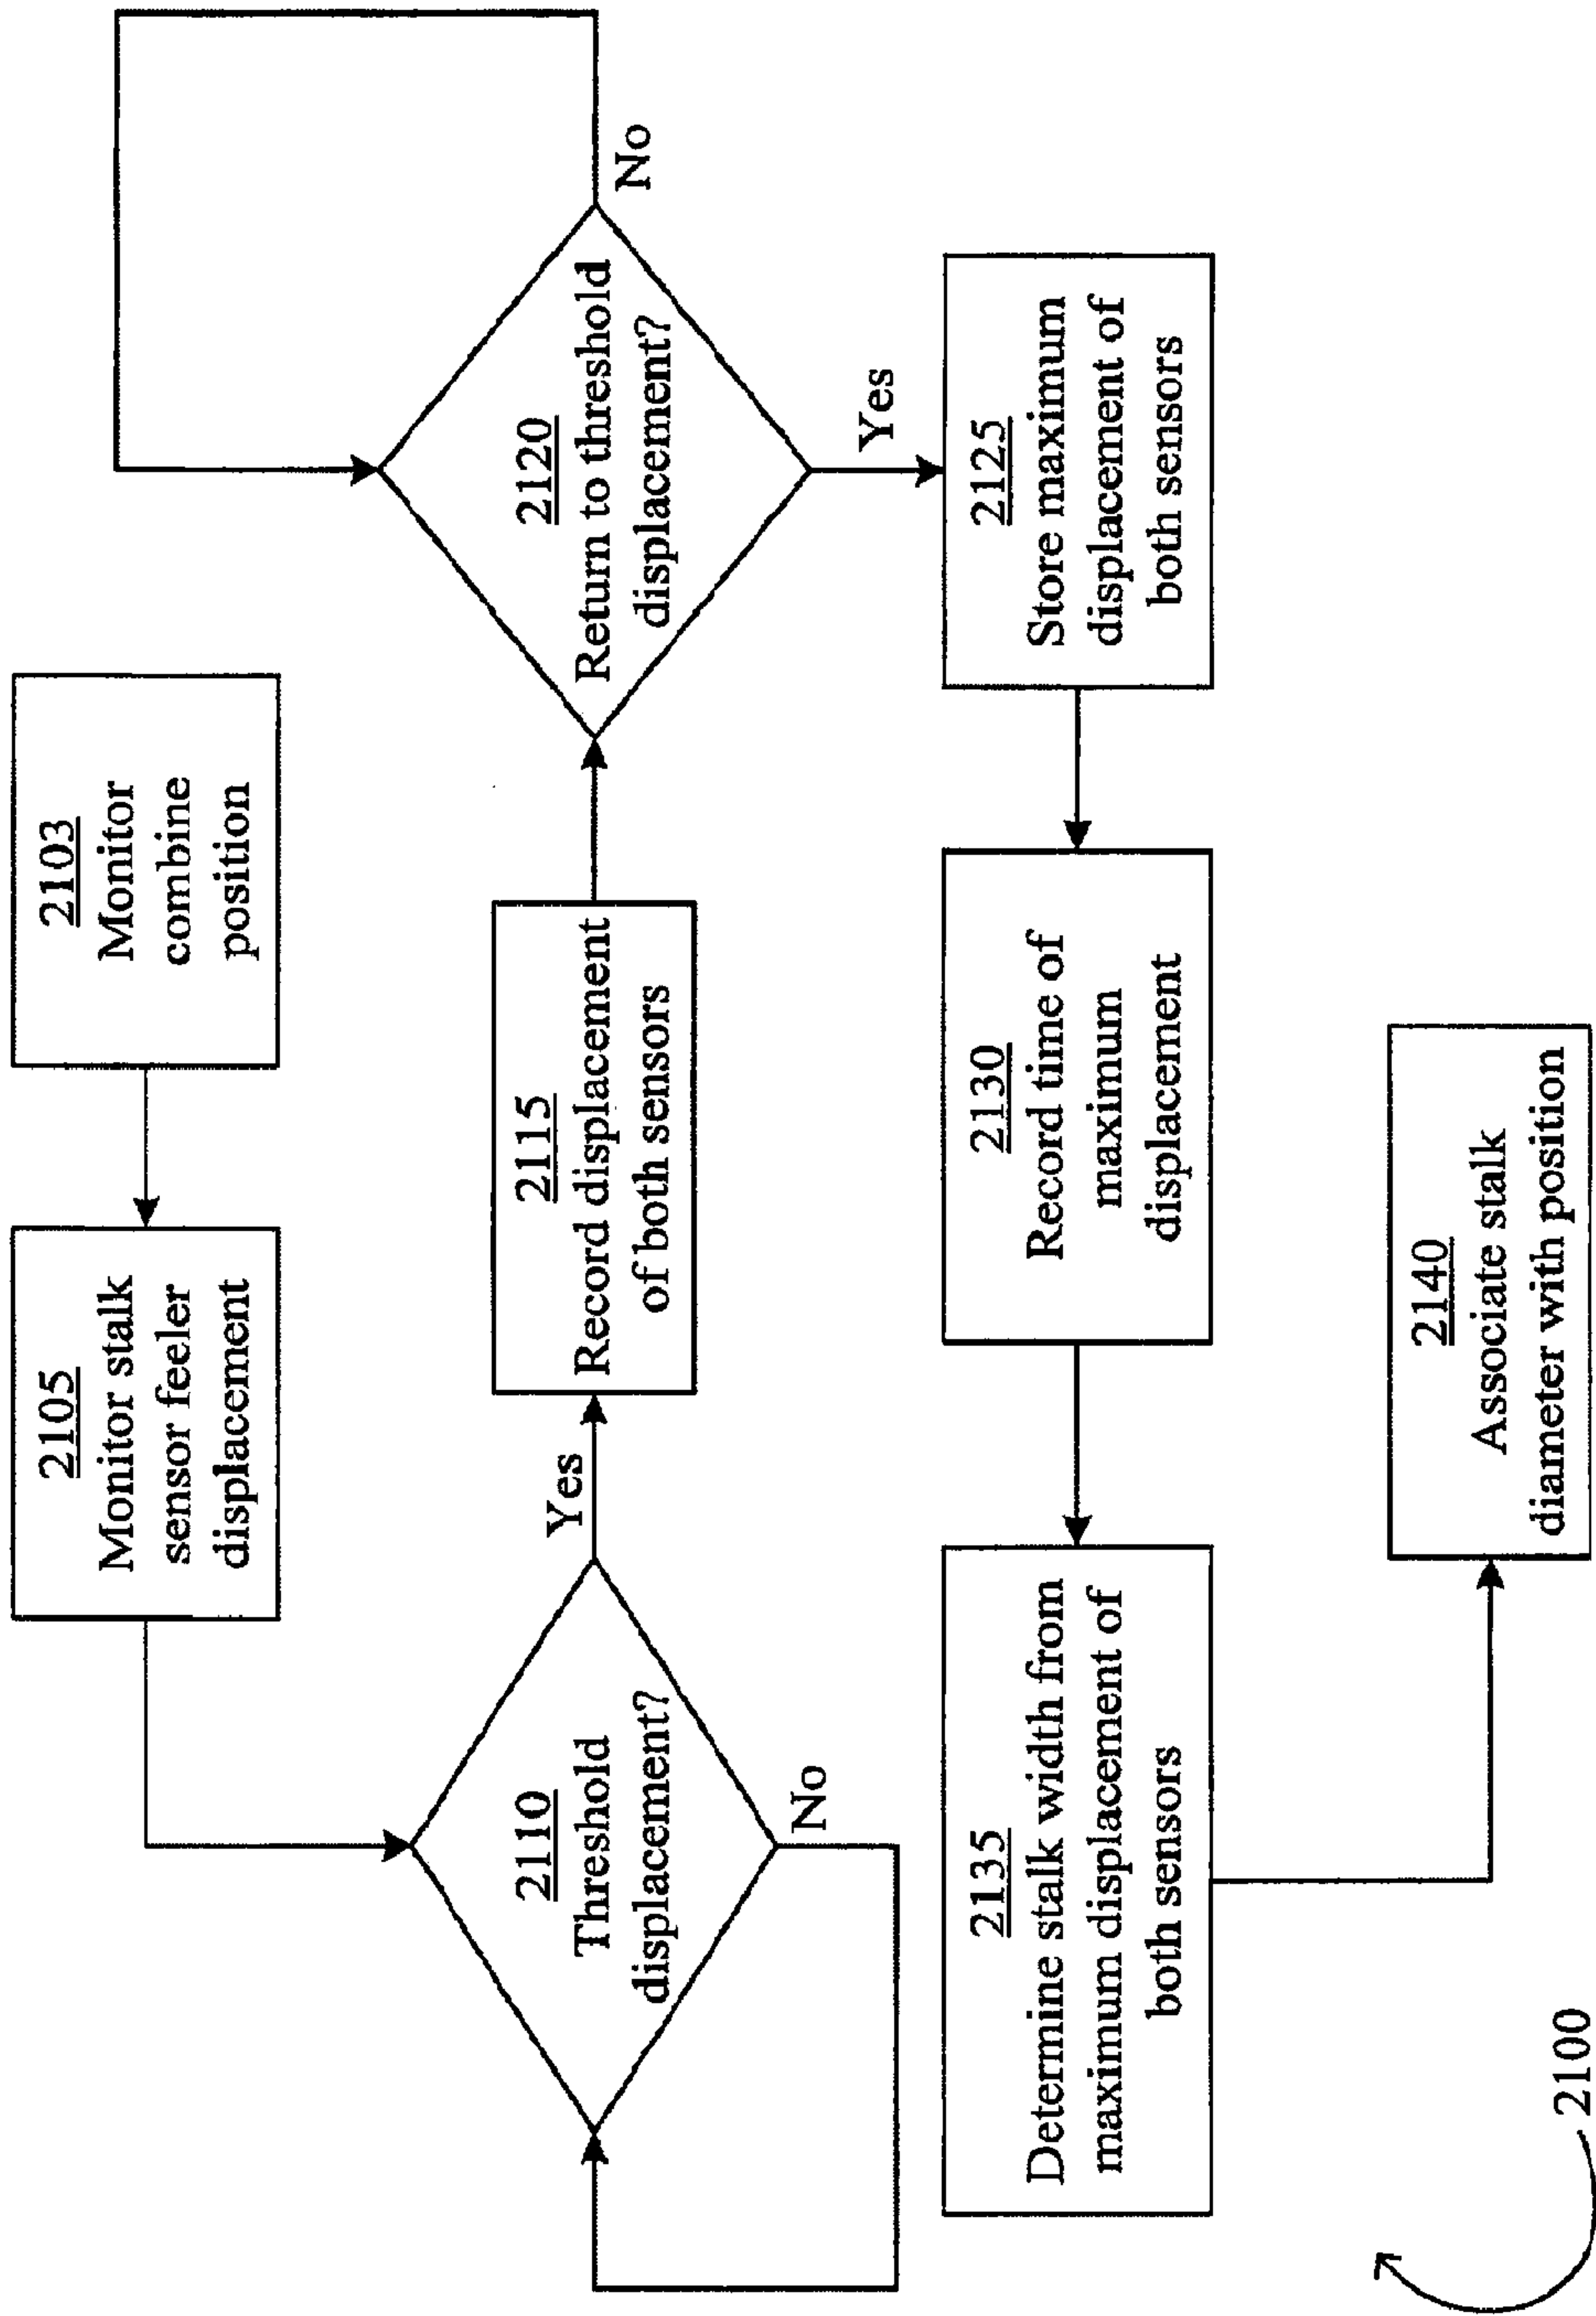 2103
Monitor
combine
position
2105
Monitor stalk
sensor feeler
displacement
2110
Threshold
displacement?
No
Yes
2115
Record displacement
of both sensors
2120
Return to threshold
displacement?
No
Yes
2125
Store maximum
displacement of
both sensors
2130
Record time of
maximum
displacement
2135
Determine stalk width from
maximum displacement of
both sensors
2140
Associate stalk
diameter with position
2100